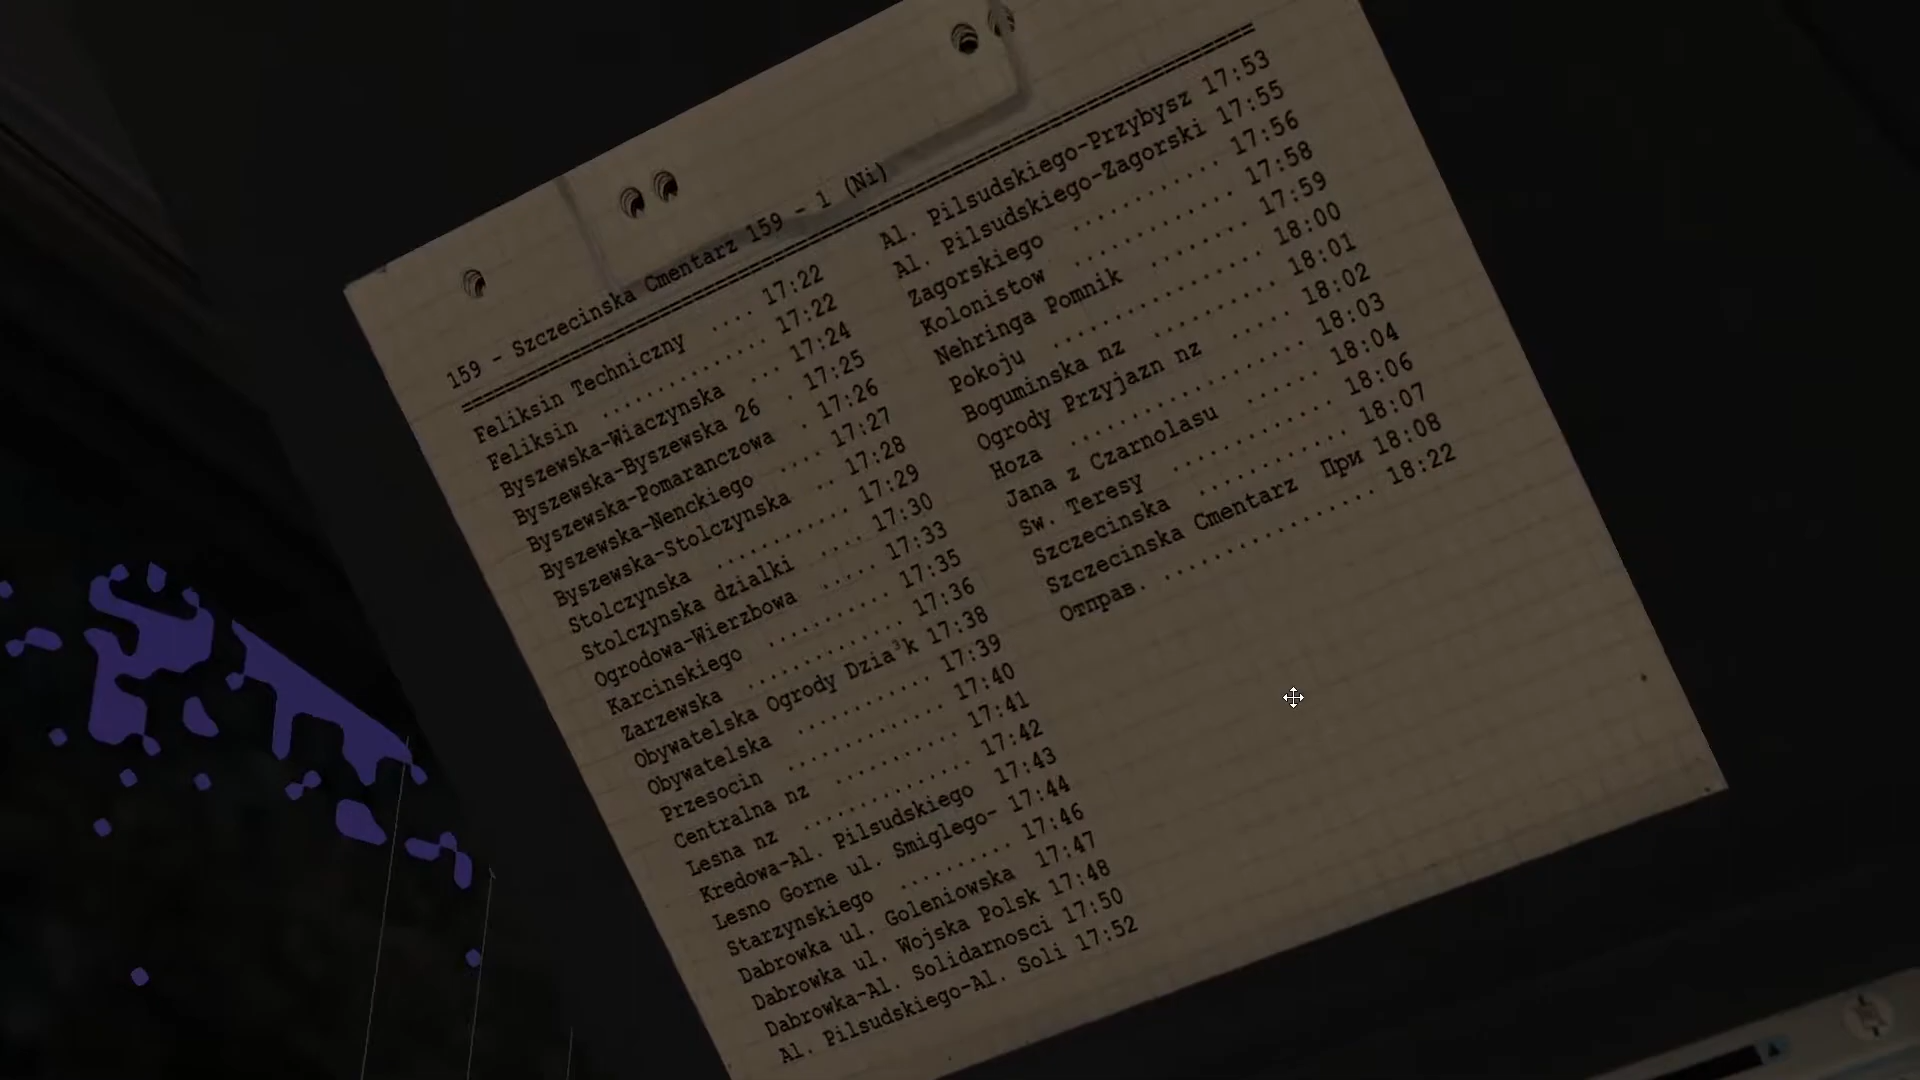 159 - Szczecinska Cmentarz 159 - 1 (Ni)
Feliksin Techniczny .... 17:22
Feliksin ............. 17:22
Byszewska-Wiaczynska ... 17:24
Byszewska-Byszewska 26 . 17:25
Byszewska-Pomaranczowa . 17:26
Byszewska-Nenckiego .... 17:27
Byszewska-Stolczynska .. 17:28
Stolczynska ............ 17:29
Stolczynska dzialki .... 17:30
Ogrodowa-Wierzbowa ..... 17:33
Karcinskiego ........... 17:35
Zarzewska .............. 17:36
Obywatelska Ogrody Dzia³k 17:38
Obywatelska ............ 17:39
Przesocin .............. 17:40
Centralna nz ........... 17:41
Lesna nz ............... 17:42
Kredowa-Al. Pilsudskiego 17:43
Lesno Gorne ul. Smiglego- 17:44
Starzynskiego .......... 17:46
Dabrowka ul. Goleniowska 17:47
Dabrowka ul. Wojska Polsk 17:48
Dabrowka-Al. Solidarnosci 17:50
Al. Pilsudskiego-Al. Soli 17:52
Al. Pilsudskiego-Przybysz 17:53
Al. Pilsudskiego-Zagorski 17:55
Zagorskiego ............ 17:56
Kolonistow ............. 17:58
Nehringa Pomnik ........ 17:59
Pokoju ................. 18:00
Boguminska nz .......... 18:01
Ogrody Przyjazn nz ..... 18:02
Hoza ................... 18:03
Jana z Czarnolasu ...... 18:04
Sw. Teresy ............. 18:06
Szczecinska ............ 18:07
Szczecinska Cmentarz При 18:08
Отправ. ................ 18:22